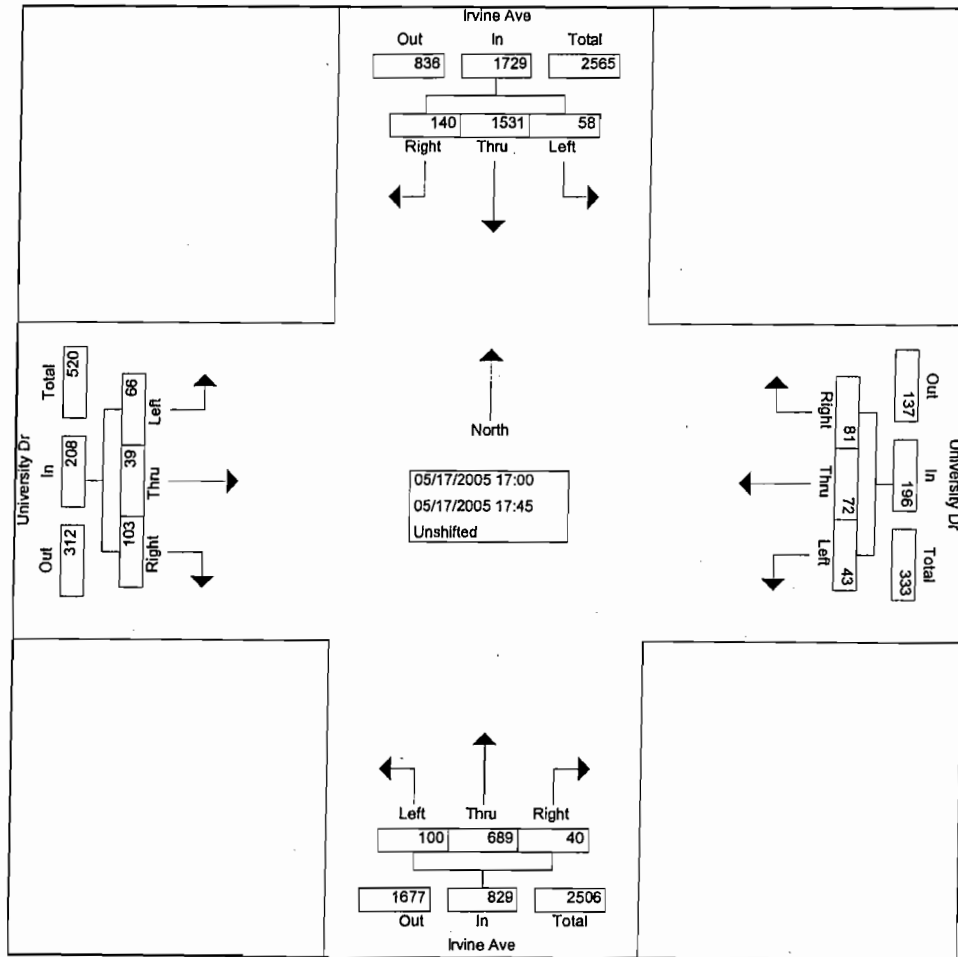 Irvine Ave
Out In Total
836 1729 2565
140 1531 58
Right Thru Left
University Dr
Total In Out
520 208 312
66 39 103
Left Thru Right
North
05/17/2005 17:00
05/17/2005 17:45
Unshifted
Right Thru Left
81 72 43
137 196 333
Out In Total
University Dr
Left Thru Right
100 689 40
1677 829 2506
Out In Total
Irvine Ave